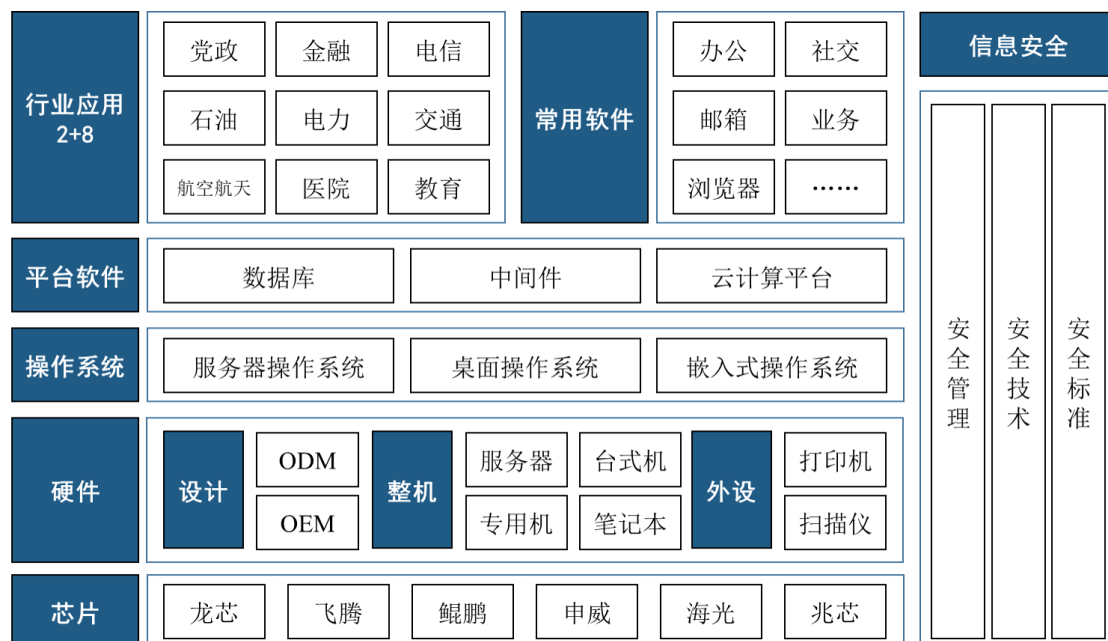 行业应用
2+8
党政
金融
电信
石油
电力
交通
航空航天
医院
教育
常用软件
办公
社交
邮箱
业务
浏览器
……
平台软件
数据库
中间件
云计算平台
操作系统
服务器操作系统
桌面操作系统
嵌入式操作系统
硬件
设计
ODM
OEM
整机
服务器
台式机
专用机
笔记本
外设
打印机
扫描仪
芯片
龙芯
飞腾
鲲鹏
申威
海光
兆芯
信息安全
安全管理
安全技术
安全标准